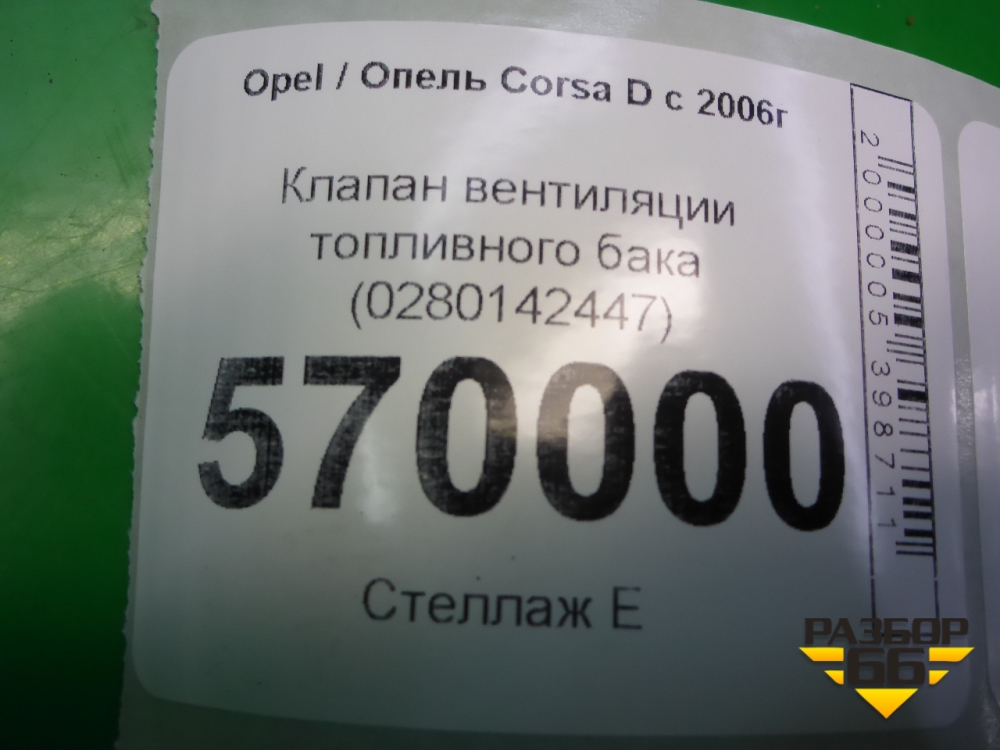 Opel / Опель Corsa D с 2006г
Клапан вентиляции
топливного бака
(0280142447)
570000
Стеллаж Е
2000005398711
РАЗБОР
66